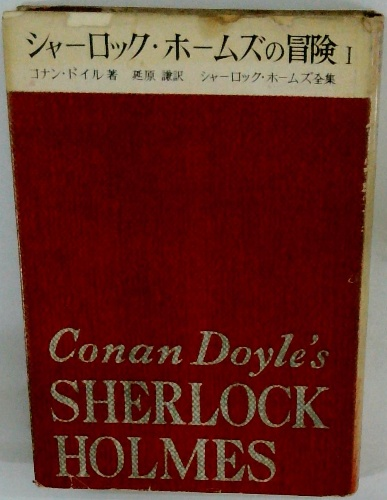 シャーロック・ホームズの冒険 I
コナン・ドイル著 延原 謙訳 シャーロック・ホームズ全集
Conan Doyle's
SHERLOCK
HOLMES